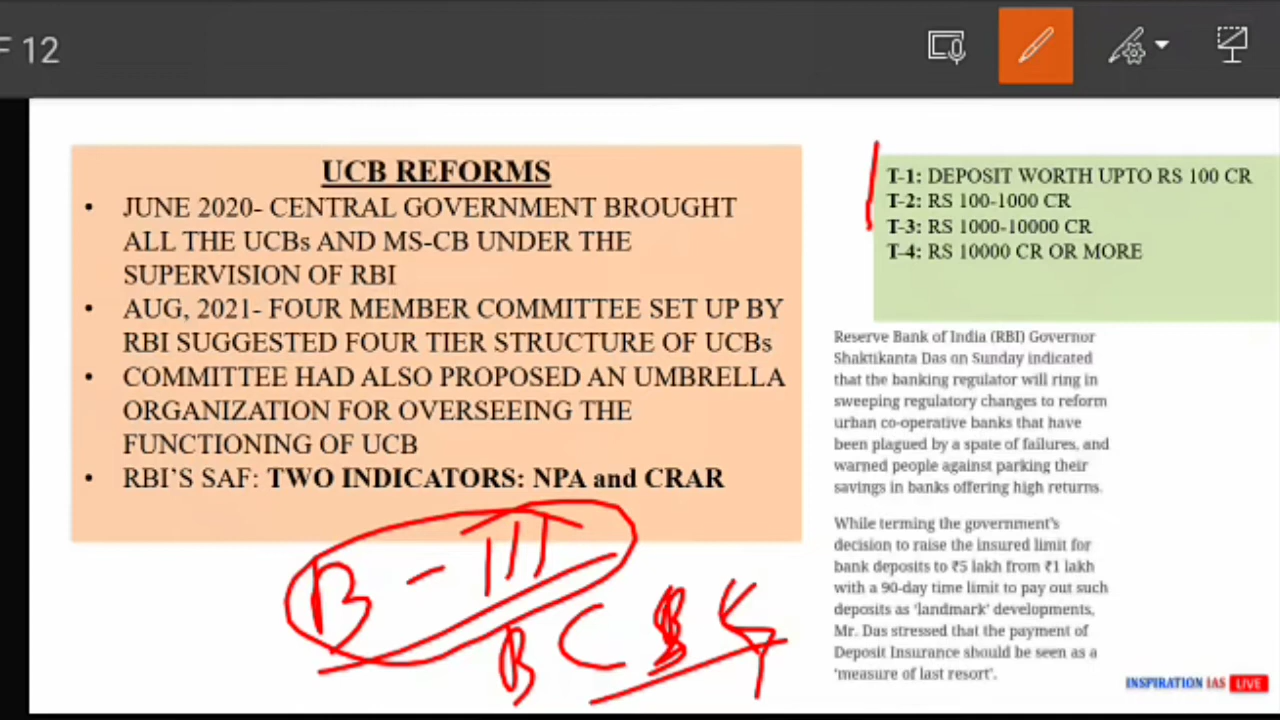 F 12
UCB REFORMS
• JUNE 2020- CENTRAL GOVERNMENT BROUGHT
ALL THE UCBs AND MS-CB UNDER THE
SUPERVISION OF RBI
• AUG, 2021- FOUR MEMBER COMMITTEE SET UP BY
RBI SUGGESTED FOUR TIER STRUCTURE OF UCBs
• COMMITTEE HAD ALSO PROPOSED AN UMBRELLA
ORGANIZATION FOR OVERSEEING THE
FUNCTIONING OF UCB
• RBI'S SAF: TWO INDICATORS: NPA and CRAR
B - III
T-1: DEPOSIT WORTH UPTO RS 100 CR
T-2: RS 100-1000 CR
T-3: RS 1000-10000 CR
T-4: RS 10000 CR OR MORE
Reserve Bank of India (RBI) Governor
Shaktikanta Das on Sunday indicated
that the banking regulator will ring in
sweeping regulatory changes to reform
urban co-operative banks that have
been plagued by a spate of failures, and
warned people against parking their
savings in banks offering high returns.
While terming the government's
decision to raise the insured limit for
bank deposits to ₹5 lakh from ₹1 lakh
with a 90-day time limit to pay out such
deposits as 'landmark' developments,
Mr. Das stressed that the payment of
Deposit Insurance should be seen as a
'measure of last resort'.
INSPIRATION IAS LIVE